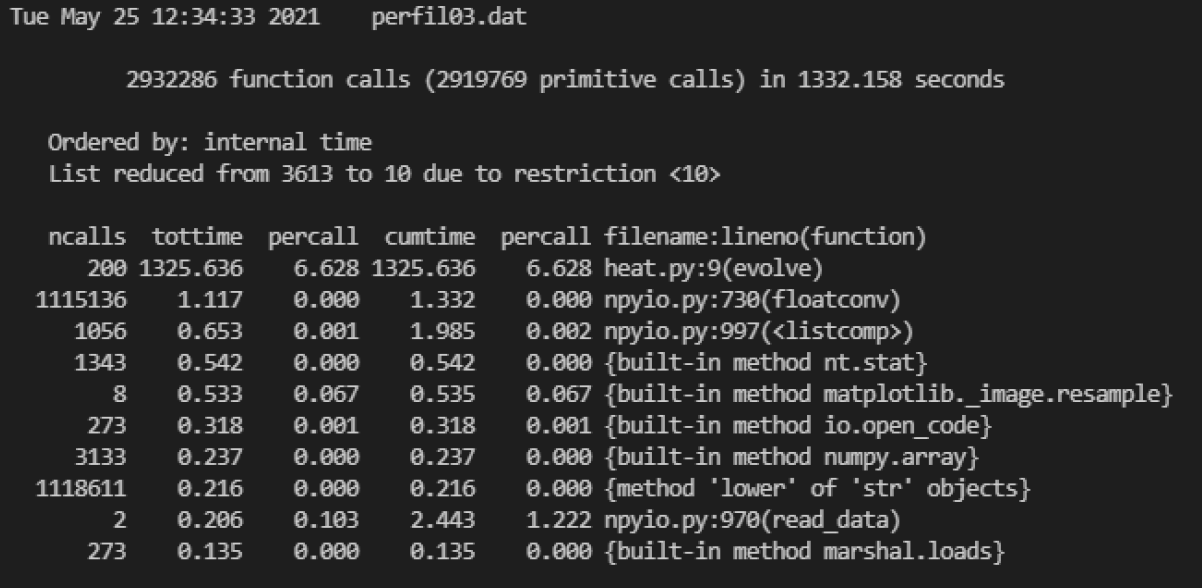 Tue May 25 12:34:33 2021    perfil03.dat
2932286 function calls (2919769 primitive calls) in 1332.158 seconds
Ordered by: internal time
List reduced from 3613 to 10 due to restriction <10>
ncalls  tottime  percall  cumtime  percall filename:lineno(function)
200 1325.636    6.628 1325.636    6.628 heat.py:9(evolve)
1115136    1.117    0.000    1.332    0.000 npyio.py:730(floatconv)
1056    0.653    0.001    1.985    0.002 npyio.py:997(<listcomp>)
1343    0.542    0.000    0.542    0.000 {built-in method nt.stat}
8    0.533    0.067    0.535    0.067 {built-in method matplotlib._image.resample}
273    0.318    0.001    0.318    0.001 {built-in method io.open_code}
3133    0.237    0.000    0.237    0.000 {built-in method numpy.array}
1118611    0.216    0.000    0.216    0.000 {method 'lower' of 'str' objects}
2    0.206    0.103    2.443    1.222 npyio.py:970(read_data)
273    0.135    0.000    0.135    0.000 {built-in method marshal.loads}